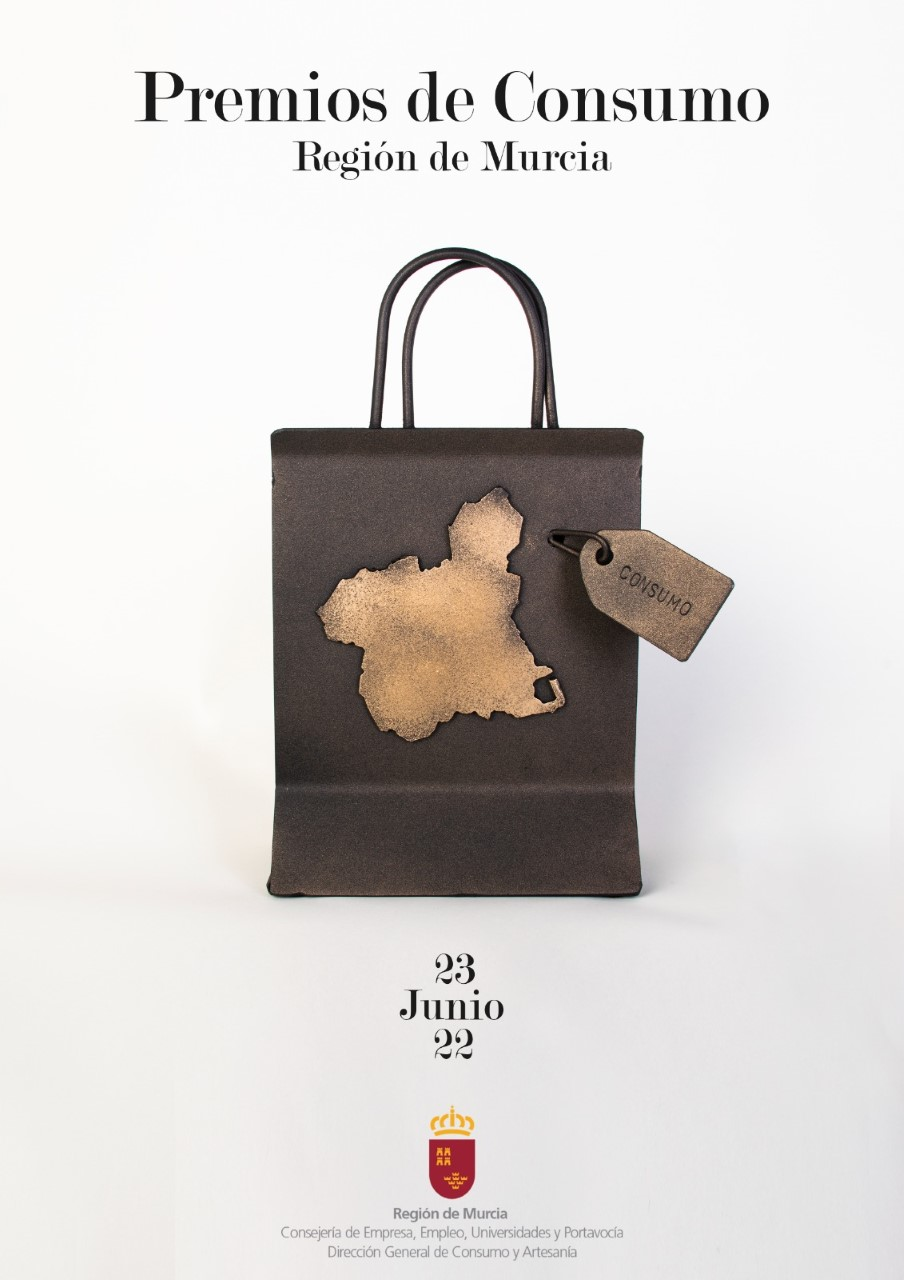 Premios de Consumo
Región de Murcia
CONSUMO
23
Junio
22
Región de Murcia
Consejería de Empresa, Empleo, Universidades y Portavocía
Dirección General de Consumo y Artesanía